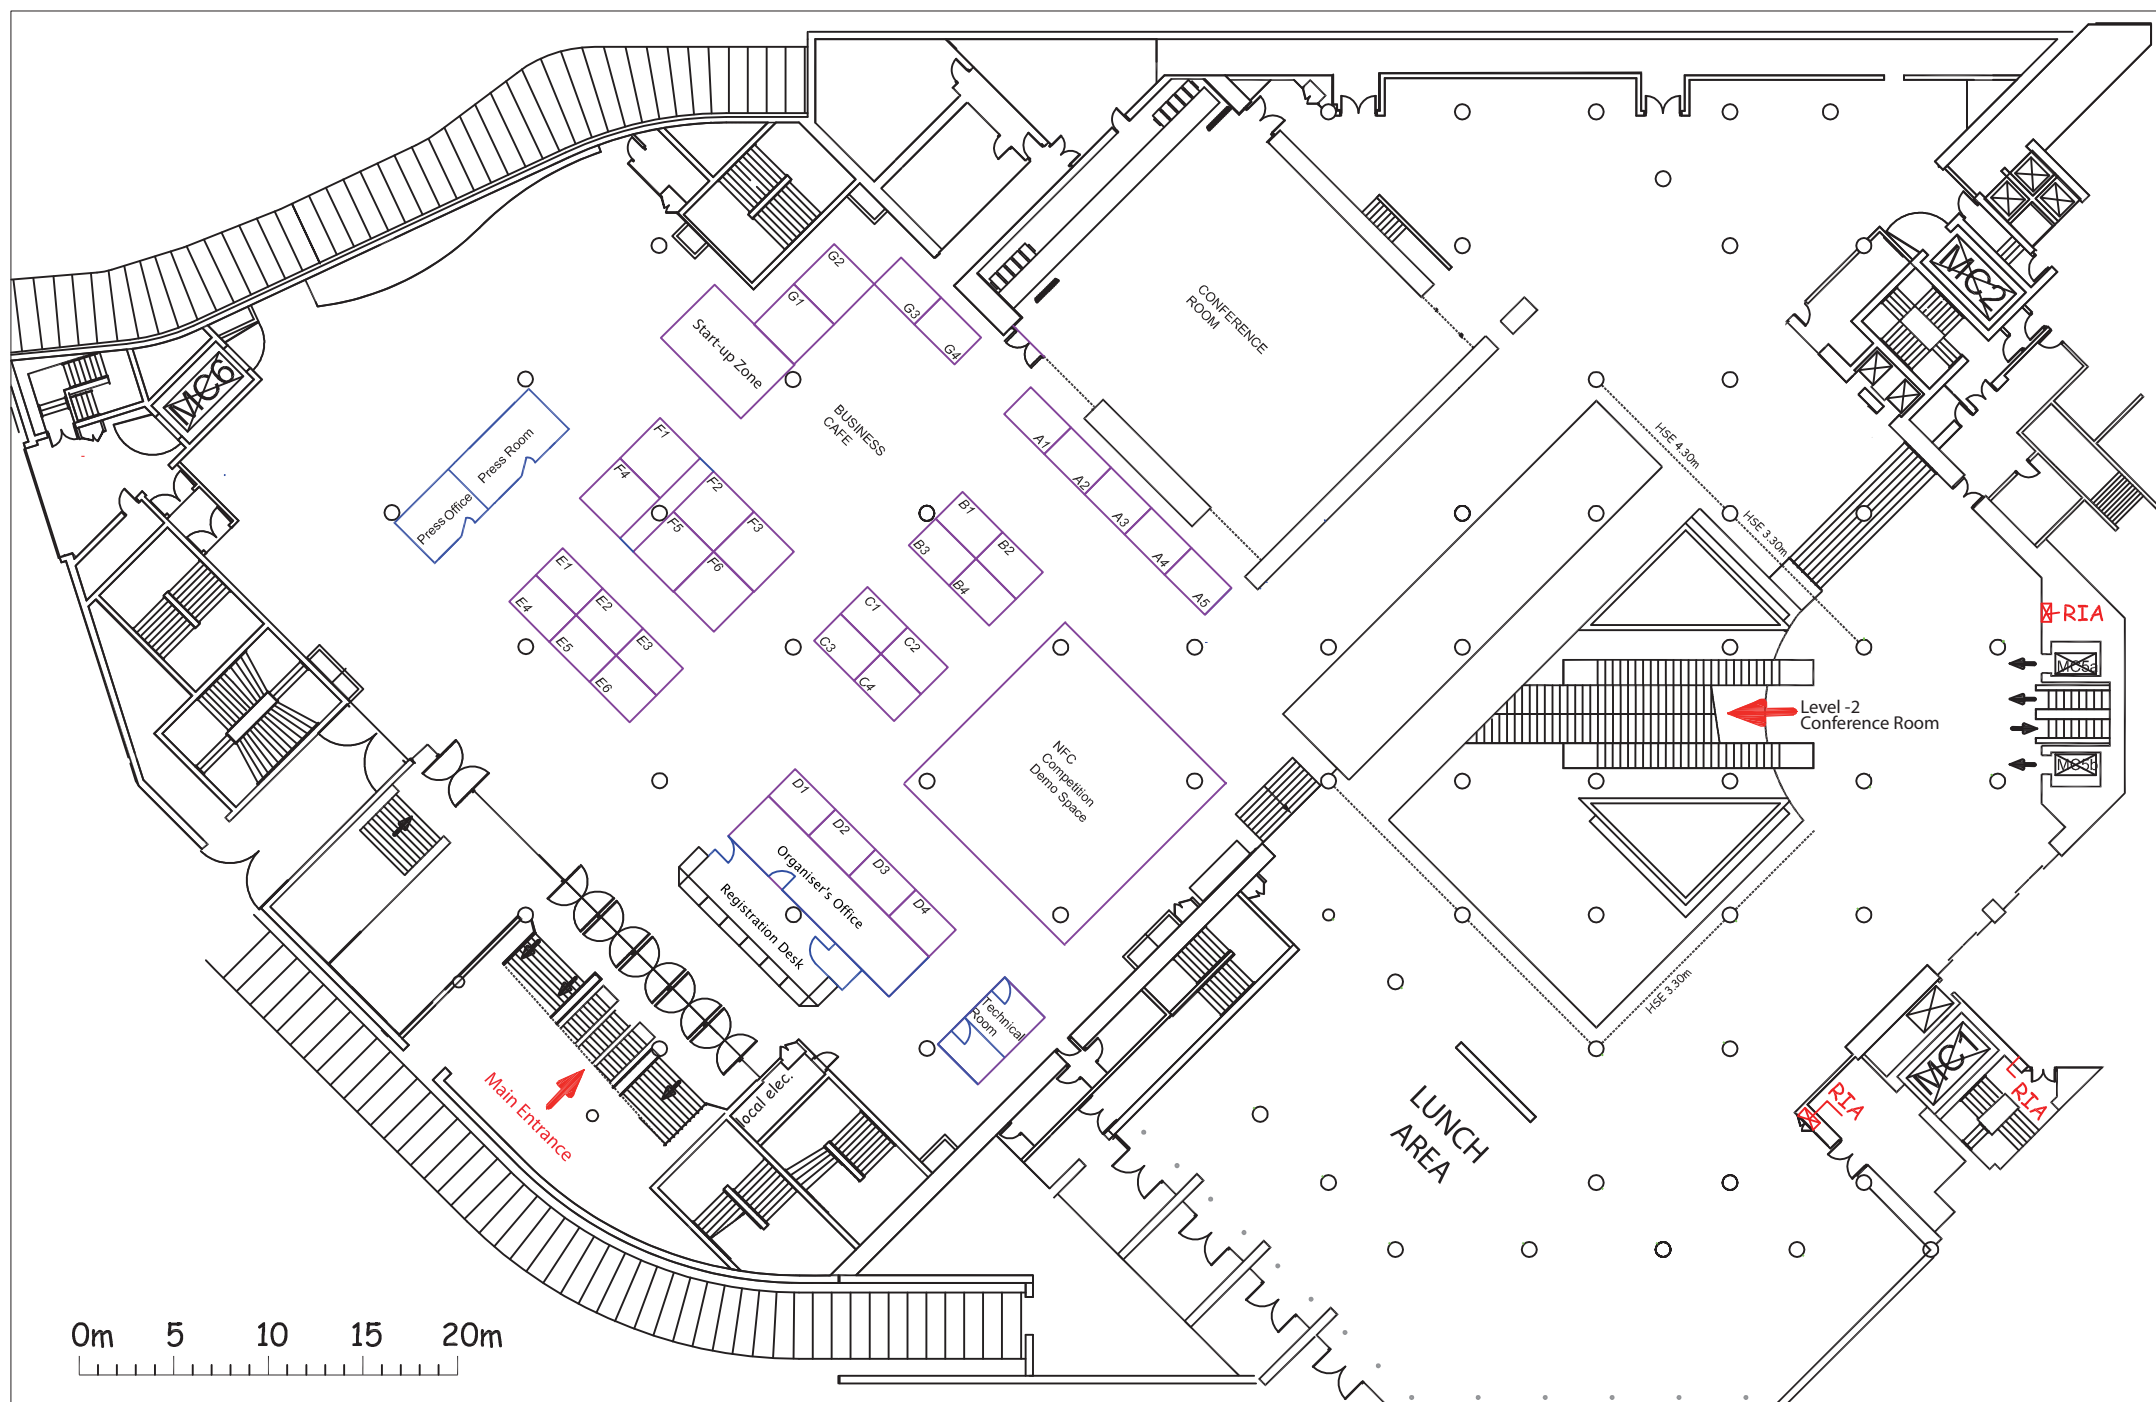 G2
G1
G3
G4
Start-up Zone
CONFERENCE
ROOM
MC2
MC6
BUSINESS
CAFE
Press Room
Press Office
F1
F4
F2
F3
F5
F6
A1
A2
A3
A4
A5
B1
B2
B3
B4
E1
E2
E3
E4
E5
E6
C1
C2
C3
C4
HSE 4.30m
HSE 3.30m
RIA
MC5a
Level -2
Conference Room
MC5b
NFC
Competition
Demo Space
D1
D2
D3
D4
Organiser's Office
Registration Desk
Technical
Room
HSE 3.30m
Main Entrance
local elec.
LUNCH
AREA
MC1
RIA
RIA
0m 5 10 15 20m